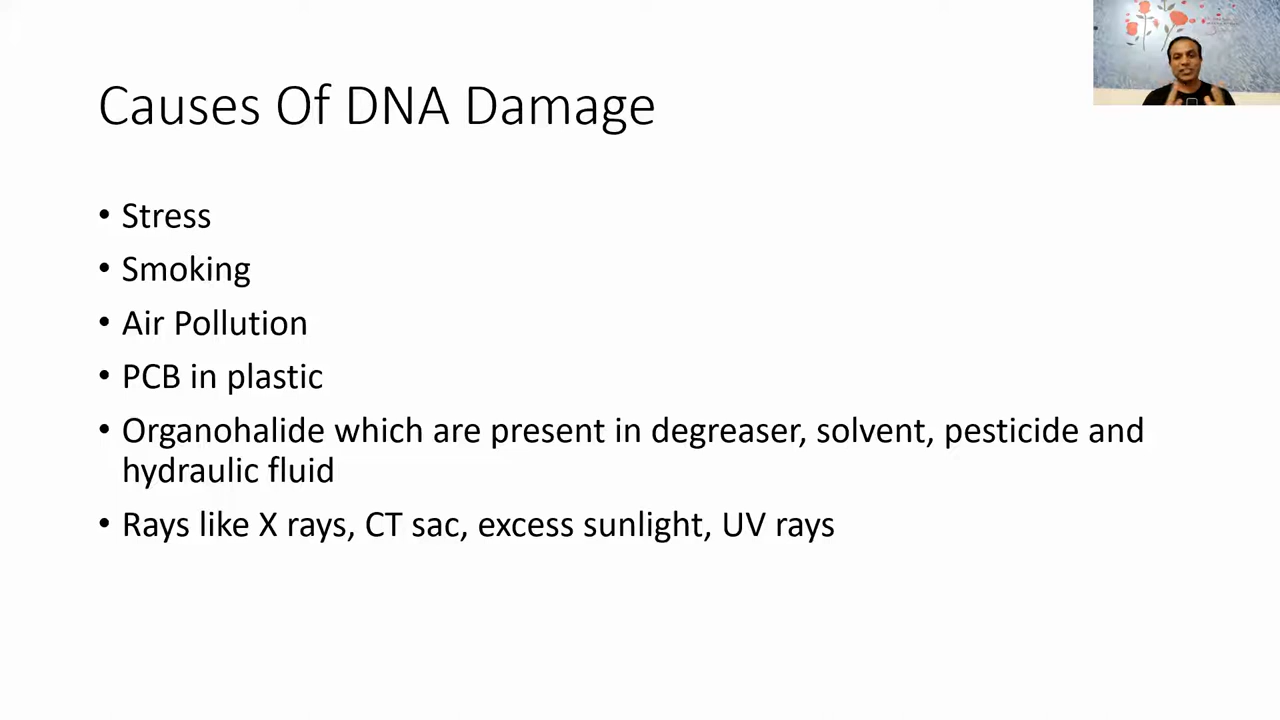 Causes Of DNA Damage
• Stress
• Smoking
• Air Pollution
• PCB in plastic
• Organohalide which are present in degreaser, solvent, pesticide and
hydraulic fluid
• Rays like X rays, CT sac, excess sunlight, UV rays